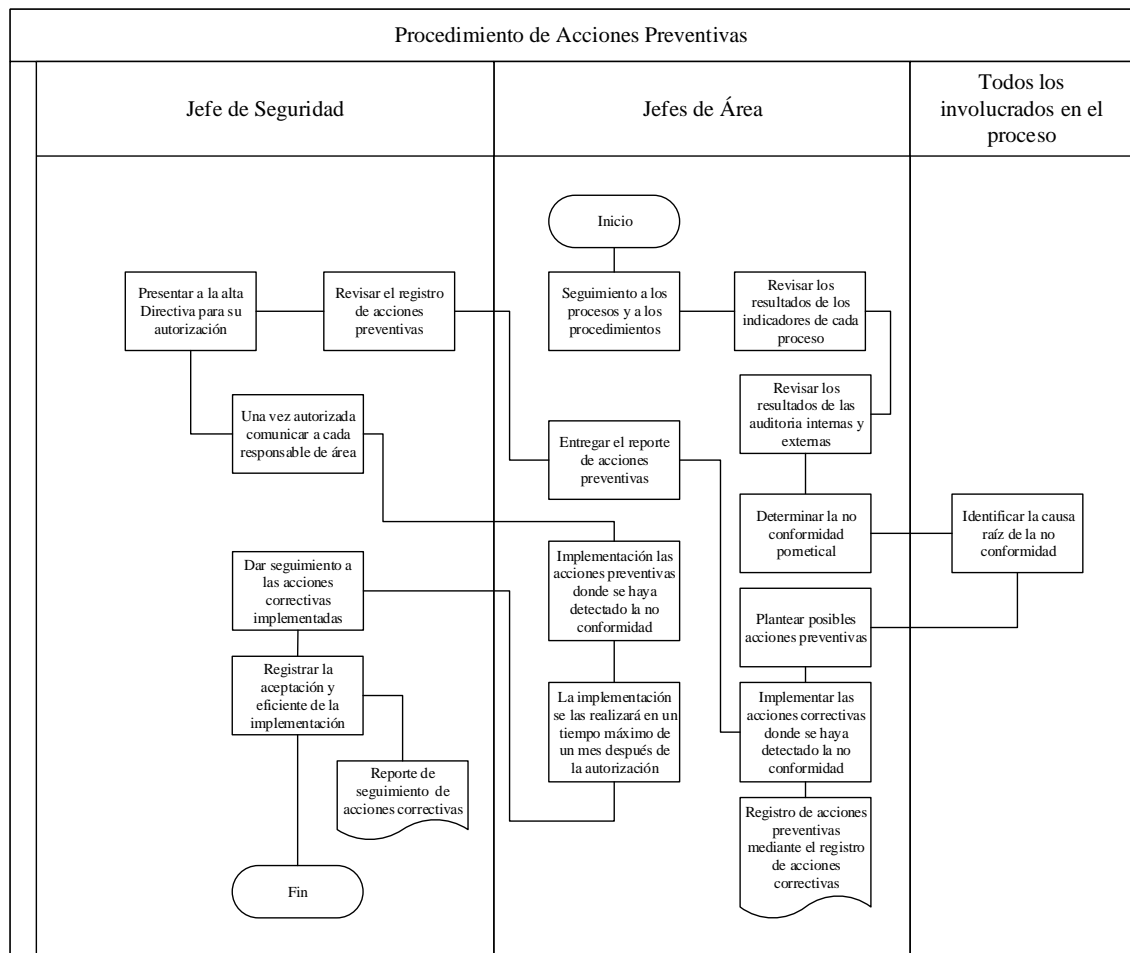 Procedimiento de Acciones Preventivas
Jefe de Seguridad
Jefes de Área
Todos los
involucrados en el
proceso
Inicio
Seguimiento a los
procesos y a los
procedimientos
Revisar los
resultados de los
indicadores de cada
proceso
Revisar los
resultados de las
auditoria internas y
externas
Determinar la no
conformidad
pometical
Identificar la causa
raíz de la no
conformidad
Plantear posibles
acciones preventivas
Implementar las
acciones correctivas
donde se haya
detectado la no
conformidad
Registro de acciones
preventivas
mediante el registro
de acciones
correctivas
Entregar el reporte
de acciones
preventivas
Revisar el registro
de acciones
preventivas
Presentar a la alta
Directiva para su
autorización
Una vez autorizada
comunicar a cada
responsable de área
Implementación las
acciones preventivas
donde se haya
detectado la no
conformidad
La implementación
se las realizará en un
tiempo máximo de
un mes después de
la autorización
Dar seguimiento a
las acciones
correctivas
implementadas
Registrar la
aceptación y
eficiente de la
implementación
Reporte de
seguimiento de
acciones correctivas
Fin